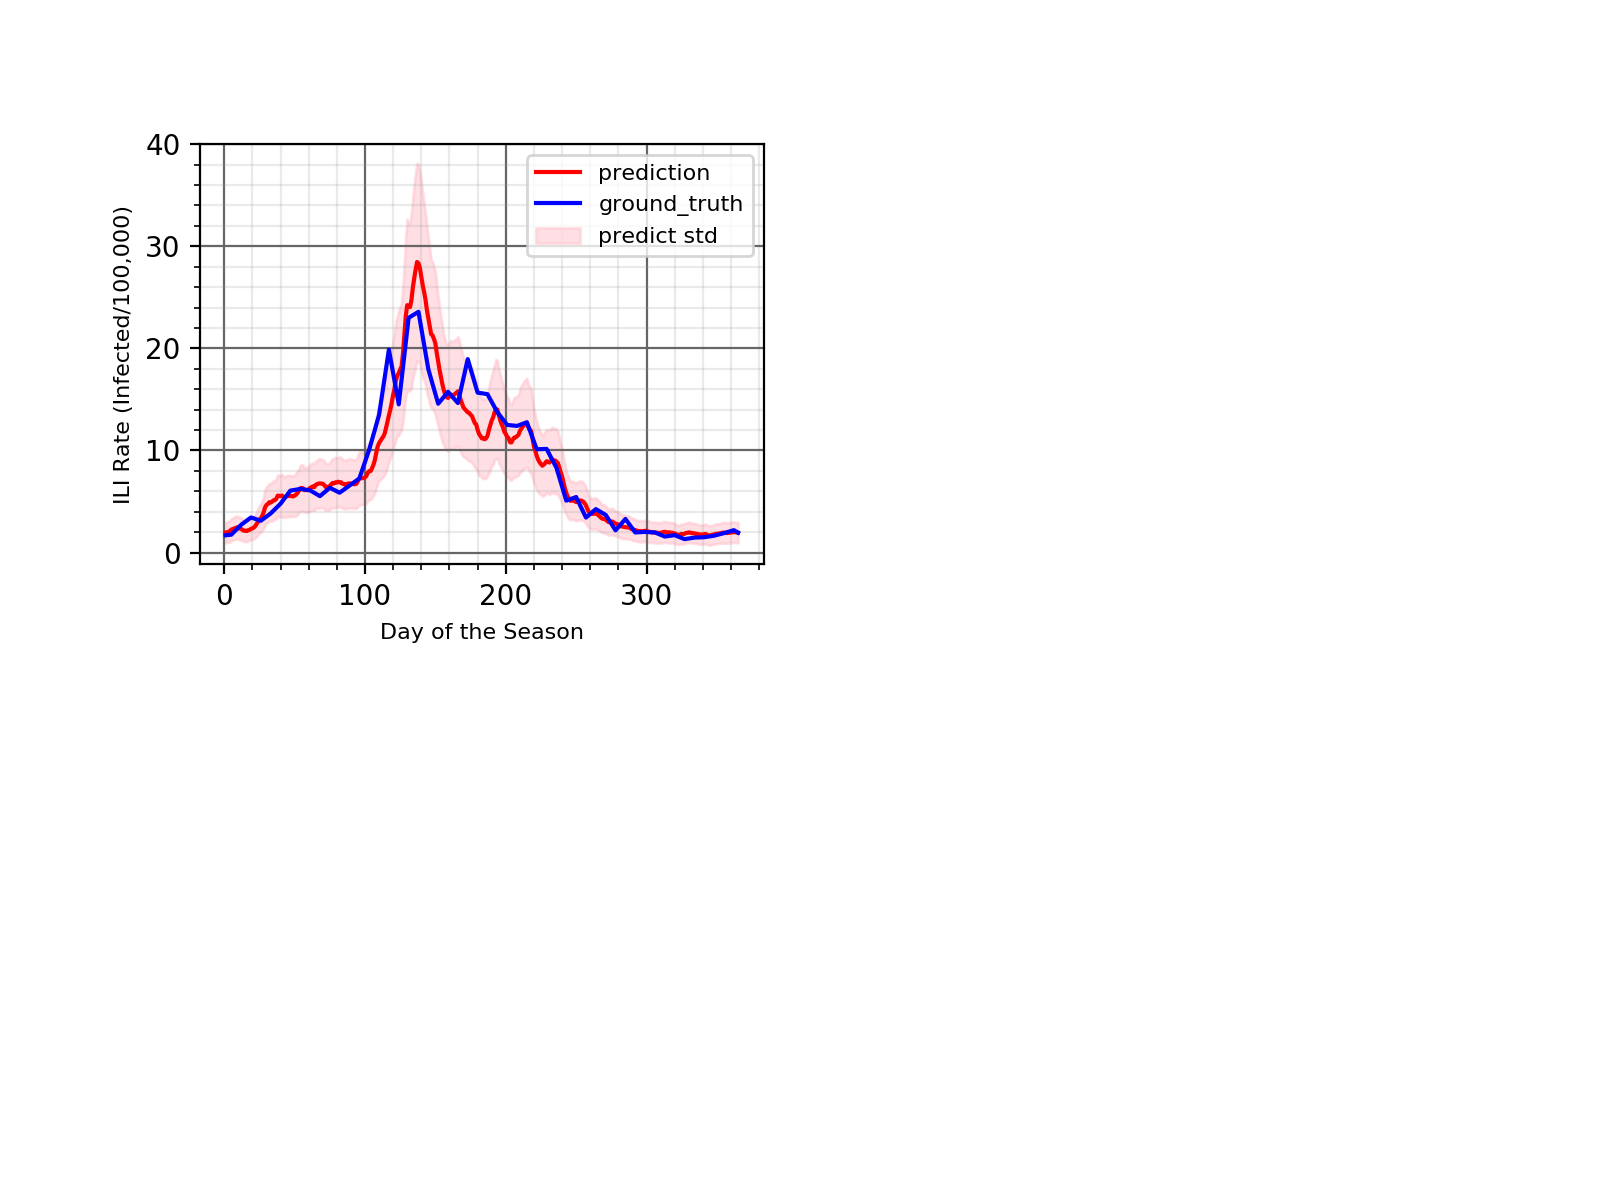 40
30
20
10
0
ILI Rate (Infected/100,000)
prediction
ground_truth
predict std
0 100 200 300
Day of the Season